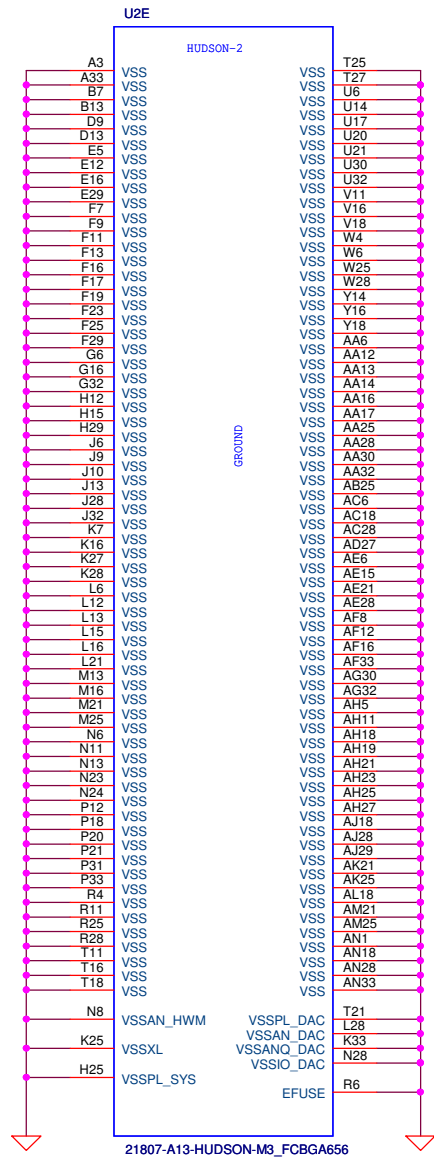 U2E
HUDSON-2
A3 VSS VSS T25
A33 VSS VSS T27
B7 VSS VSS U6
B13 VSS VSS U14
D9 VSS VSS U17
D13 VSS VSS U20
E5 VSS VSS U21
E12 VSS VSS U30
E16 VSS VSS U32
E29 VSS VSS V11
F7 VSS VSS V16
F9 VSS VSS V18
F11 VSS VSS W4
F13 VSS VSS W6
F16 VSS VSS W25
F17 VSS VSS W28
F19 VSS VSS Y14
F23 VSS VSS Y16
F25 VSS VSS Y18
F29 VSS VSS AA6
G6 VSS VSS AA12
G16 VSS VSS AA13
G32 VSS VSS AA14
H12 VSS VSS AA16
H15 VSS VSS AA17
H29 VSS VSS AA25
J6 VSS VSS AA28
J9 VSS VSS AA30
J10 VSS VSS AA32
J13 VSS VSS AB25
J28 VSS VSS AC6
J32 VSS VSS AC18
K7 VSS VSS AC28
K16 VSS VSS AD27
K27 VSS VSS AE6
K28 VSS VSS AE15
L6 VSS VSS AE21
L12 VSS VSS AE28
L13 VSS VSS AF8
L15 VSS VSS AF12
L16 VSS VSS AF16
L21 VSS VSS AF33
M13 VSS VSS AG30
M16 VSS VSS AG32
M21 VSS VSS AH5
M25 VSS VSS AH11
N6 VSS VSS AH18
N11 VSS VSS AH19
N13 VSS VSS AH21
N23 VSS VSS AH23
N24 VSS VSS AH25
P12 VSS VSS AH27
P18 VSS VSS AJ18
P20 VSS VSS AJ28
P21 VSS VSS AJ29
P31 VSS VSS AK21
P33 VSS VSS AK25
R4 VSS VSS AL18
R11 VSS VSS AM21
R25 VSS VSS AM25
R28 VSS VSS AN1
T11 VSS VSS AN18
T16 VSS VSS AN28
T18 VSS VSS AN33
GROUND
N8 VSSAN_HWM VSSPL_DAC T21
VSSAN_DAC L28
K25 VSSXL VSSANQ_DAC K33
VSSIO_DAC N28
H25 VSSPL_SYS
EFUSE R6
21807-A13-HUDSON-M3_FCBGA656